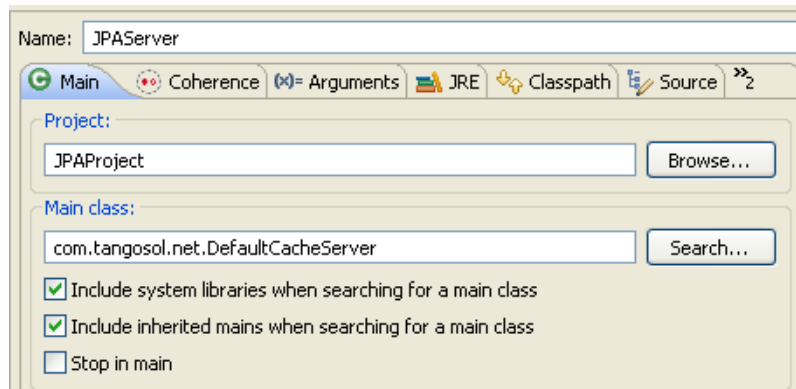 Name: JPAServer
Main Coherence (x)= Arguments JRE Classpath Source »2
Project:
JPAProject Browse...
Main class:
com.tangosol.net.DefaultCacheServer Search...
Include system libraries when searching for a main class
Include inherited mains when searching for a main class
Stop in main